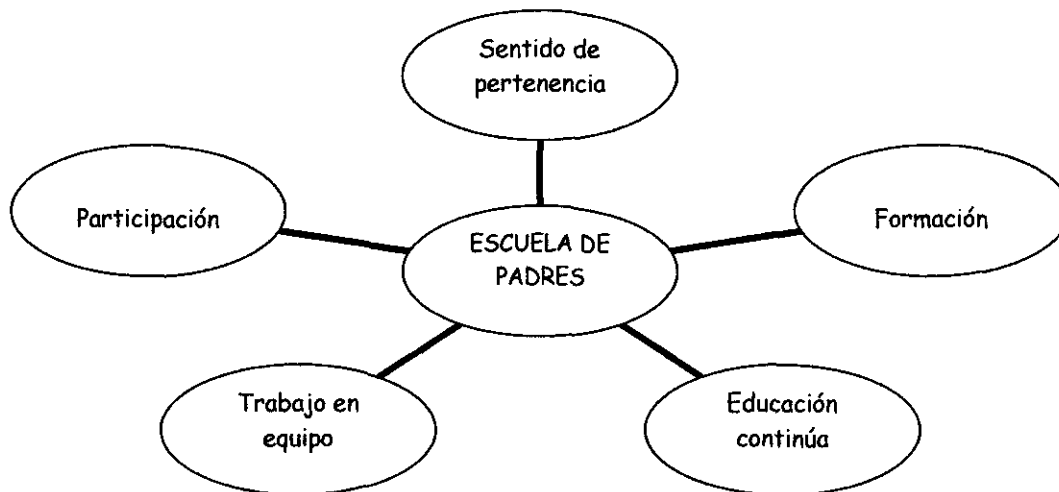 Sentido de
pertenencia
Participación
Formación
ESCUELA DE
PADRES
Trabajo en
equipo
Educación
continúa